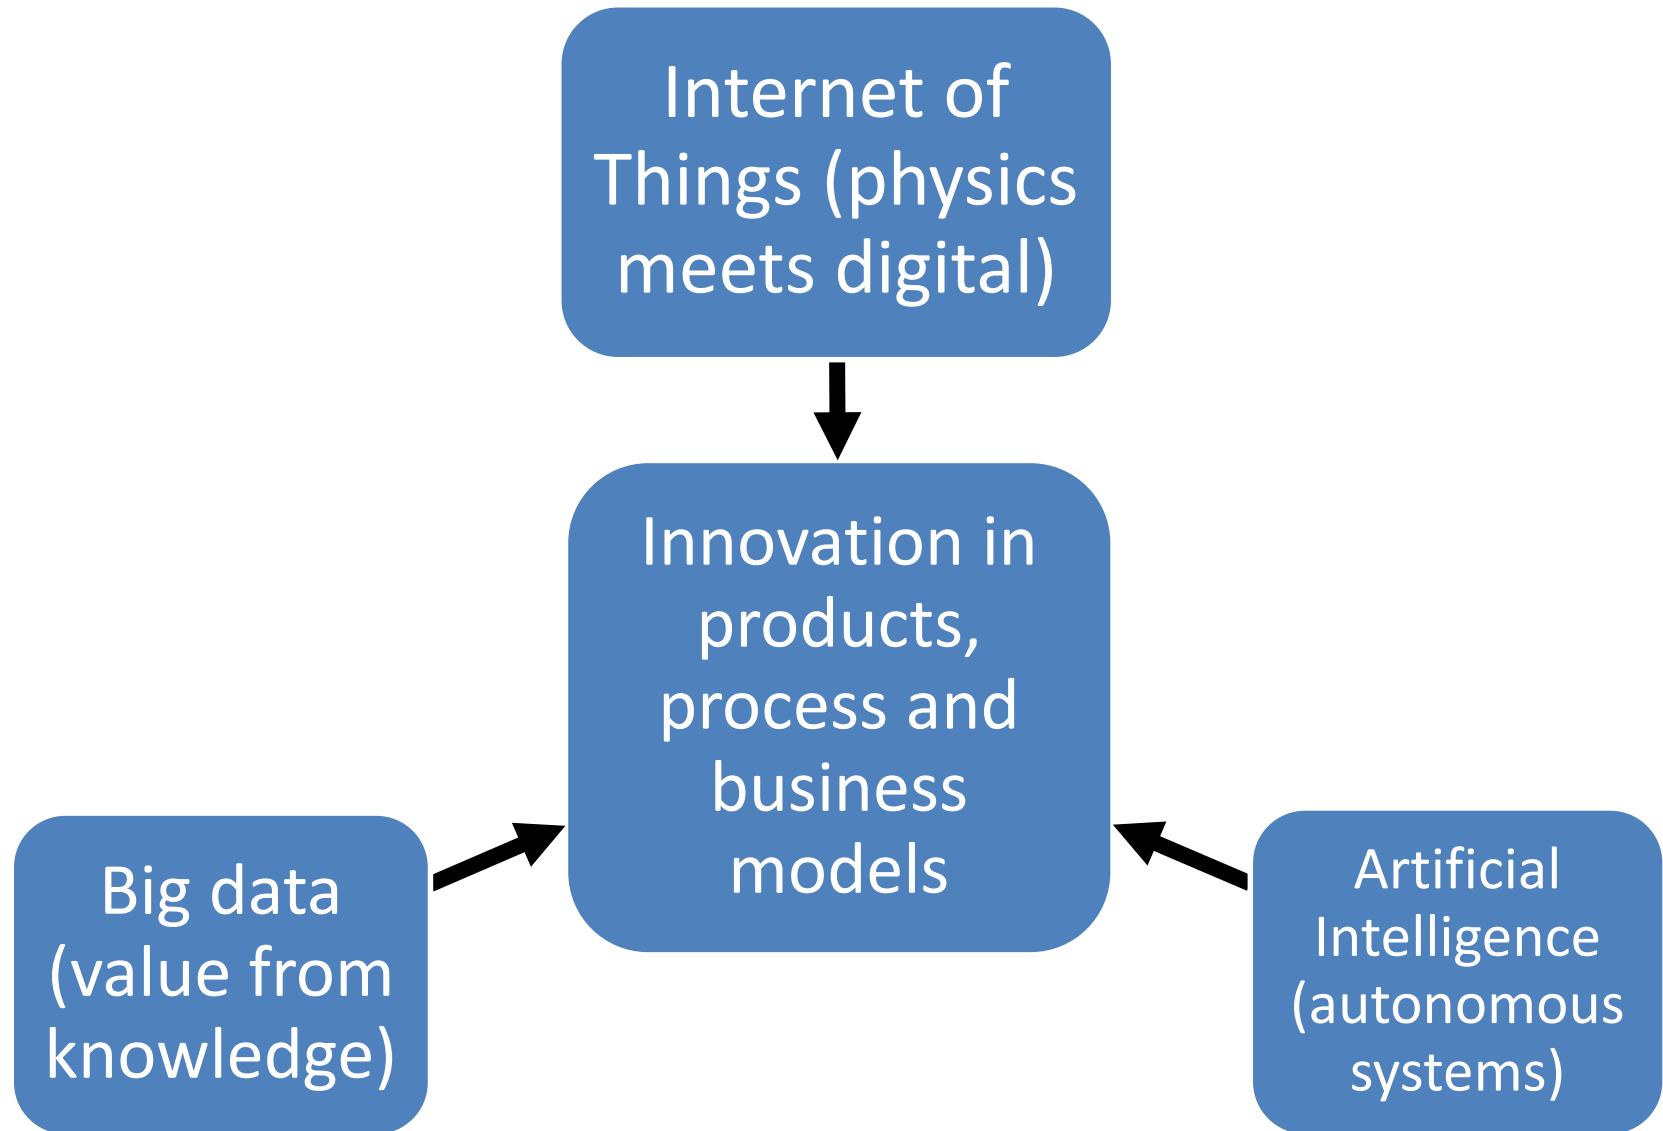 Internet of
Things (physics
meets digital)
Innovation in
products,
process and
business
models
Big data
(value from
knowledge)
Artificial
Intelligence
(autonomous
systems)